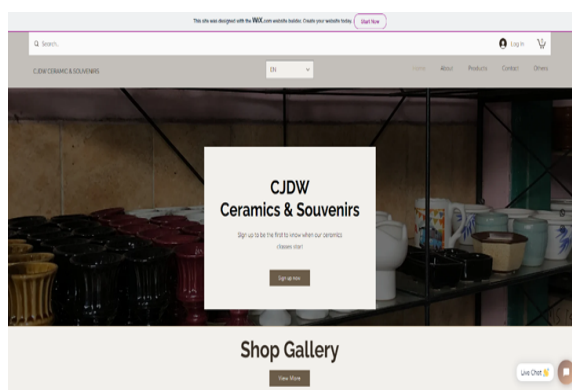 This site was designed with the WiX.com website builder. Create your website today. Start Now
Search...
Log In
CJDW CERAMIC & SOUVENIRS
EN
Home About Products Contact Others
CJDW
Ceramics & Souvenirs
Sign up to be the first to know when our ceramics
classes start
Sign up now
Shop Gallery
View More
Live Chat 👋